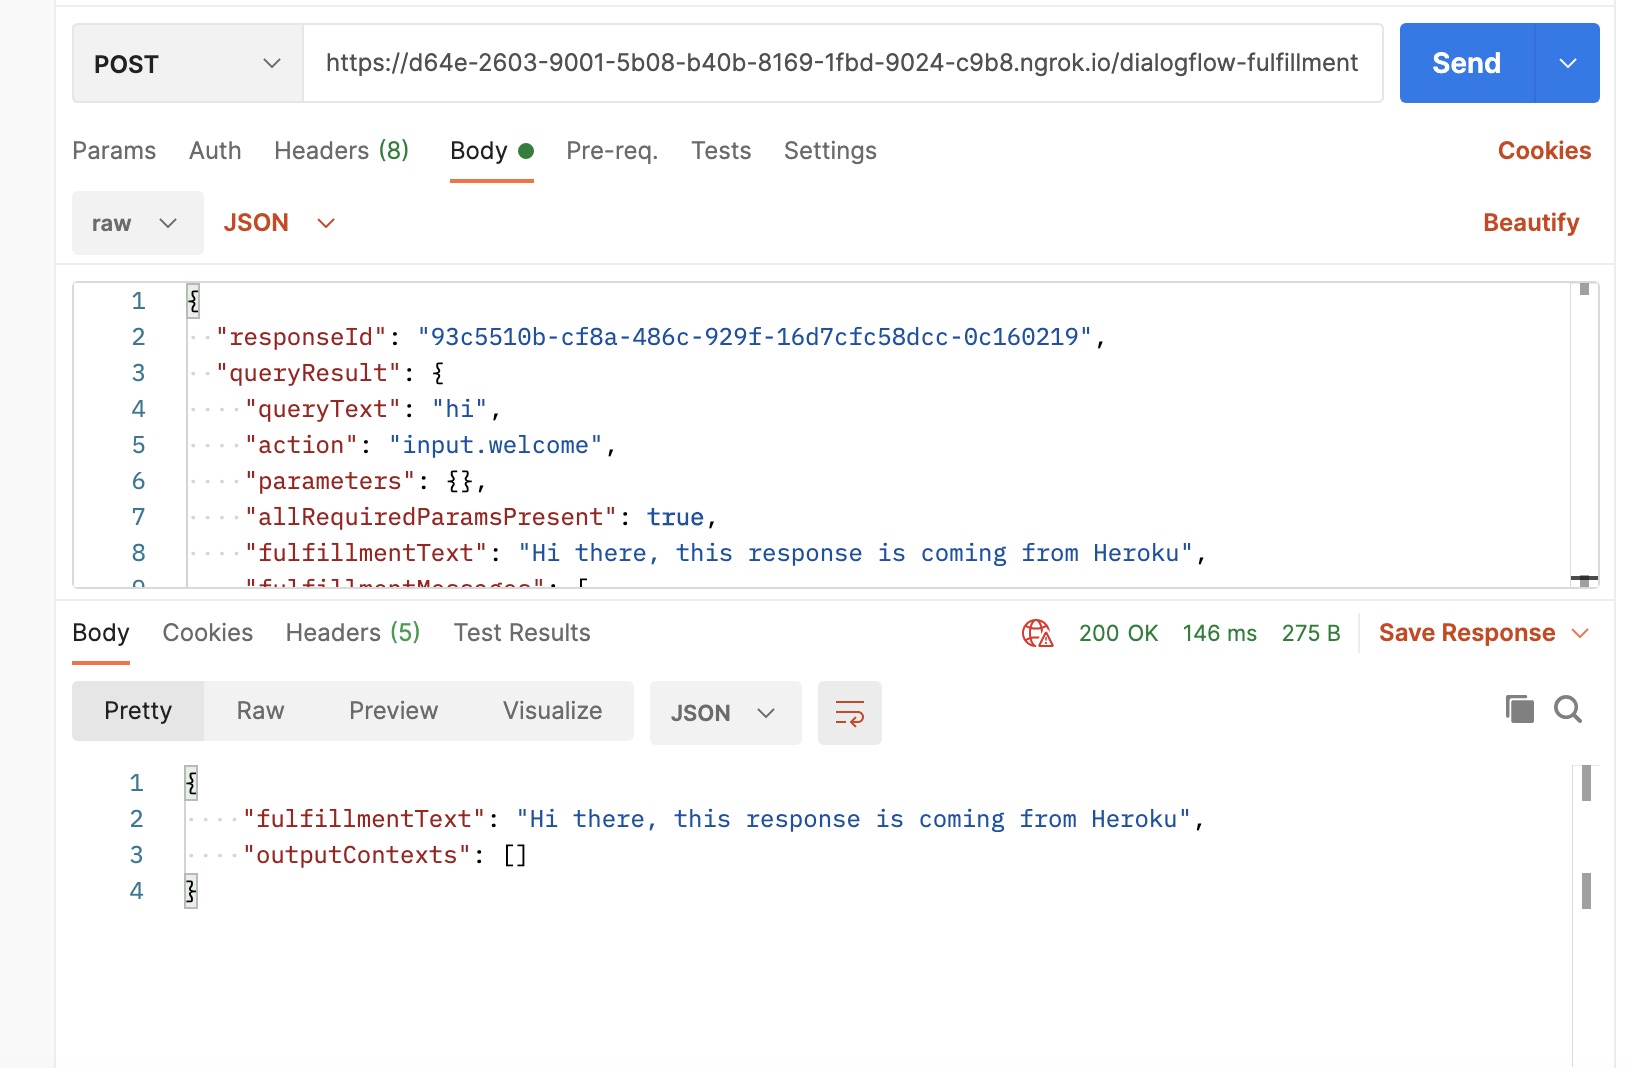 POST https://d64e-2603-9001-5b08-b40b-8169-1fbd-9024-c9b8.ngrok.io/dialogflow-fulfillment Send
Params Auth Headers (8) Body Pre-req. Tests Settings Cookies
raw JSON Beautify
1 {
2 "responseId": "93c5510b-cf8a-486c-929f-16d7cfc58dcc-0c160219",
3 "queryResult": {
4 "queryText": "hi",
5 "action": "input.welcome",
6 "parameters": {},
7 "allRequiredParamsPresent": true,
8 "fulfillmentText": "Hi there, this response is coming from Heroku",
9 "fulfillmentMessages": [
Body Cookies Headers (5) Test Results 200 OK 146 ms 275 B Save Response
Pretty Raw Preview Visualize JSON
1 {
2 "fulfillmentText": "Hi there, this response is coming from Heroku",
3 "outputContexts": []
4 }